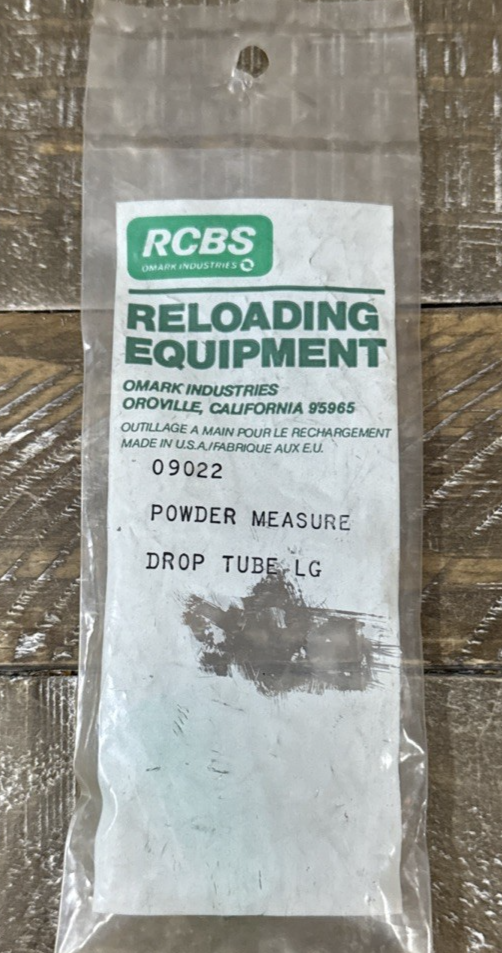 RCBS
OMARK INDUSTRIES
RELOADING
EQUIPMENT
OMARK INDUSTRIES
OROVILLE, CALIFORNIA 95965
OUTILLAGE A MAIN POUR LE RECHARGEMENT
MADE IN U.S.A./FABRIQUE AUX E.U.
09022
POWDER MEASURE
DROP TUBE LG